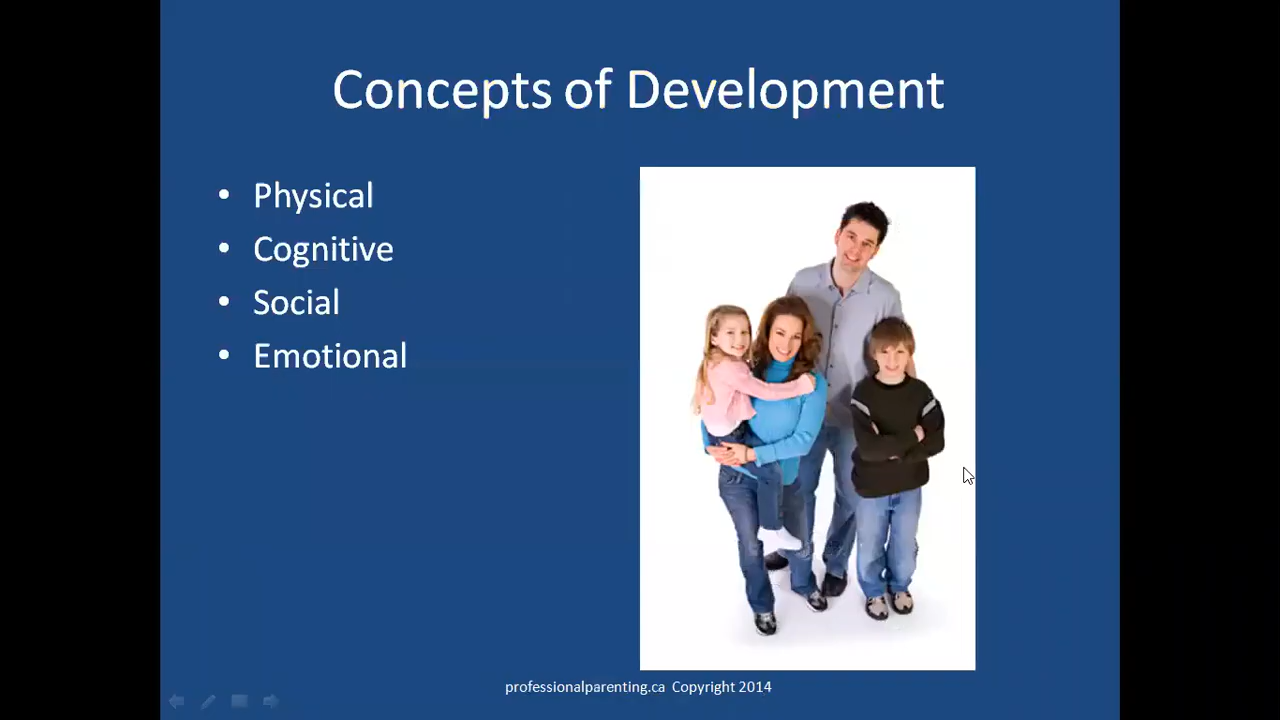 Concepts of Development
• Physical
• Cognitive
• Social
• Emotional
professionalparenting.ca Copyright 2014